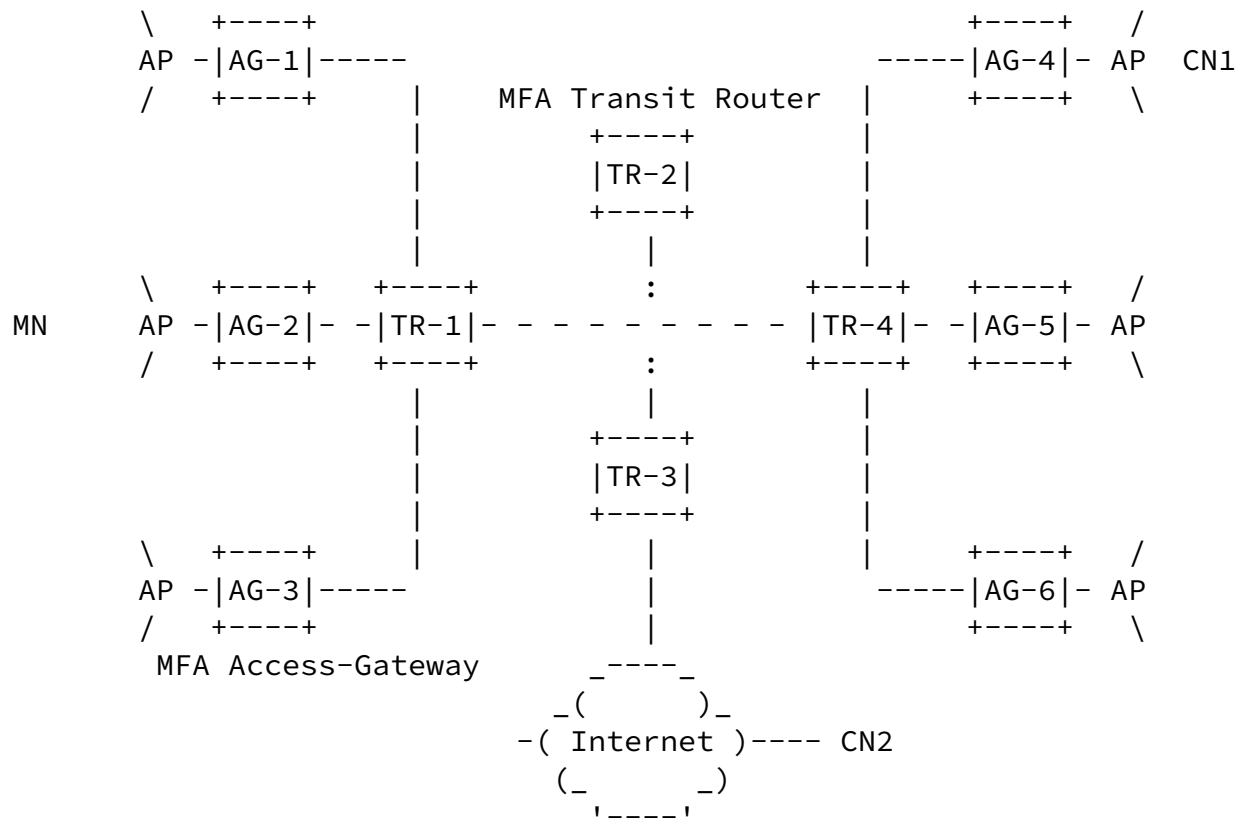 AP AG-1 AG-4 AP CN1
MFA Transit Router
TR-2
MN AP AG-2 TR-1 TR-4 AG-5 AP
TR-3
AP AG-3 AG-6 AP
MFA Access-Gateway
Internet CN2